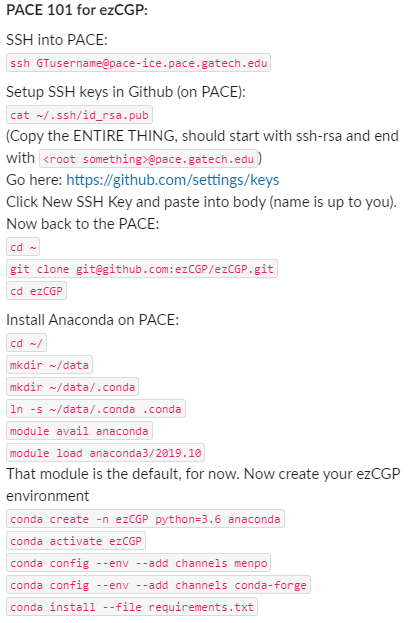 PACE 101 for ezCGP:
SSH into PACE:
ssh GTusername@pace-ice.pace.gatech.edu
Setup SSH keys in Github (on PACE):
cat ~/.ssh/id_rsa.pub
(Copy the ENTIRE THING, should start with ssh-rsa and end
with <root something>@pace.gatech.edu)
Go here: https://github.com/settings/keys
Click New SSH Key and paste into body (name is up to you).
Now back to the PACE:
cd ~
git clone git@github.com:ezCGP/ezCGP.git
cd ezCGP
Install Anaconda on PACE:
cd ~/
mkdir ~/data
mkdir ~/data/.conda
ln -s ~/data/.conda .conda
module avail anaconda
module load anaconda3/2019.10
That module is the default, for now. Now create your ezCGP
environment
conda create -n ezCGP python=3.6 anaconda
conda activate ezCGP
conda config --env --add channels menpo
conda config --env --add channels conda-forge
conda install --file requirements.txt